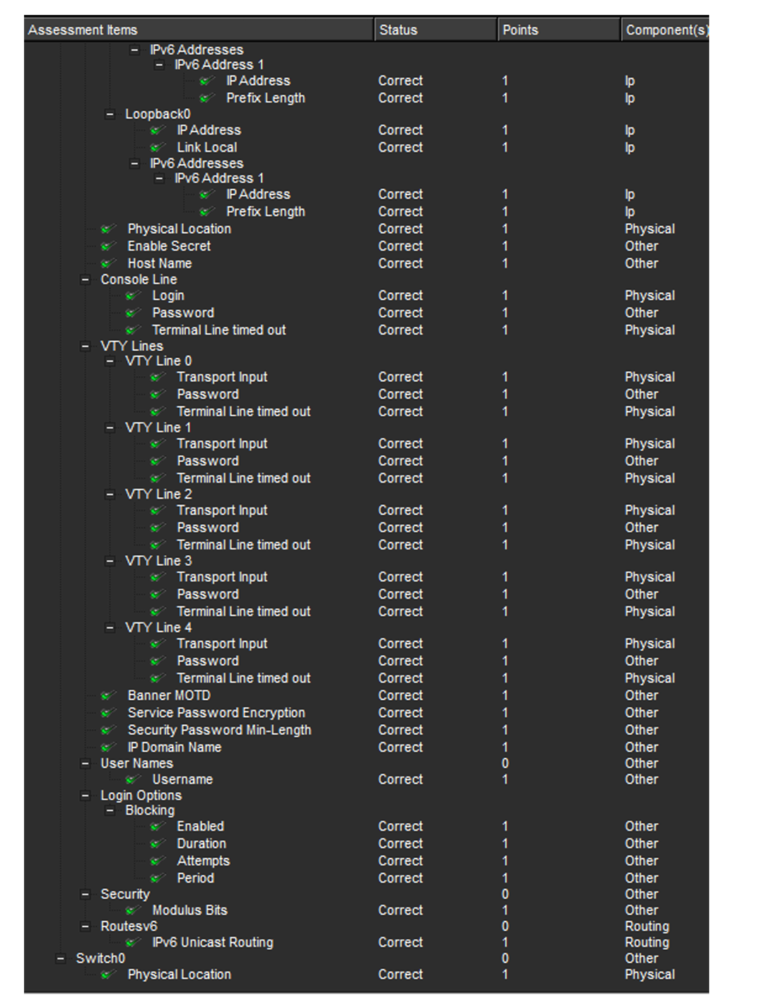 Assessment Items Status Points Component(s)
IPv6 Addresses
IPv6 Address 1
IP Address Correct 1 Ip
Prefix Length Correct 1 Ip
Loopback0
IP Address Correct 1 Ip
Link Local Correct 1 Ip
IPv6 Addresses
IPv6 Address 1
IP Address Correct 1 Ip
Prefix Length Correct 1 Ip
Physical Location Correct 1 Physical
Enable Secret Correct 1 Other
Host Name Correct 1 Other
Console Line
Login Correct 1 Physical
Password Correct 1 Other
Terminal Line timed out Correct 1 Physical
VTY Lines
VTY Line 0
Transport Input Correct 1 Physical
Password Correct 1 Other
Terminal Line timed out Correct 1 Physical
VTY Line 1
Transport Input Correct 1 Physical
Password Correct 1 Other
Terminal Line timed out Correct 1 Physical
VTY Line 2
Transport Input Correct 1 Physical
Password Correct 1 Other
Terminal Line timed out Correct 1 Physical
VTY Line 3
Transport Input Correct 1 Physical
Password Correct 1 Other
Terminal Line timed out Correct 1 Physical
VTY Line 4
Transport Input Correct 1 Physical
Password Correct 1 Other
Terminal Line timed out Correct 1 Physical
Banner MOTD Correct 1 Other
Service Password Encryption Correct 1 Other
Security Password Min-Length Correct 1 Other
IP Domain Name Correct 1 Other
User Names 0 Other
Username Correct 1 Other
Login Options
Blocking
Enabled Correct 1 Other
Duration Correct 1 Other
Attempts Correct 1 Other
Period Correct 1 Other
Security 0 Other
Modulus Bits Correct 1 Other
Routesv6 0 Routing
IPv6 Unicast Routing Correct 1 Routing
Switch0 0 Other
Physical Location Correct 1 Physical